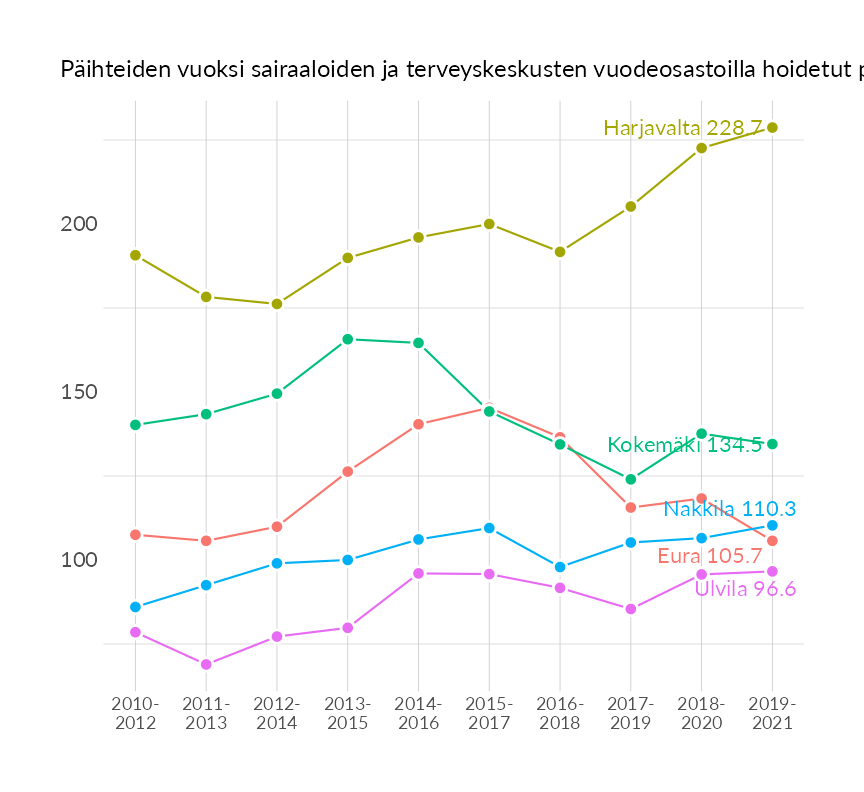 Päihteiden vuoksi sairaaloiden ja terveyskeskusten vuodeosastoilla hoidetut
Harjavalta 228.7
200
150
Kokemäki 134.5
Nakkila 110.3
100
Eura 105.7
Ulvila 96.6
2010- 2011- 2012- 2013- 2014- 2015- 2016- 2017- 2018- 2019-
2012 2013 2014 2015 2016 2017 2018 2019 2020 2021